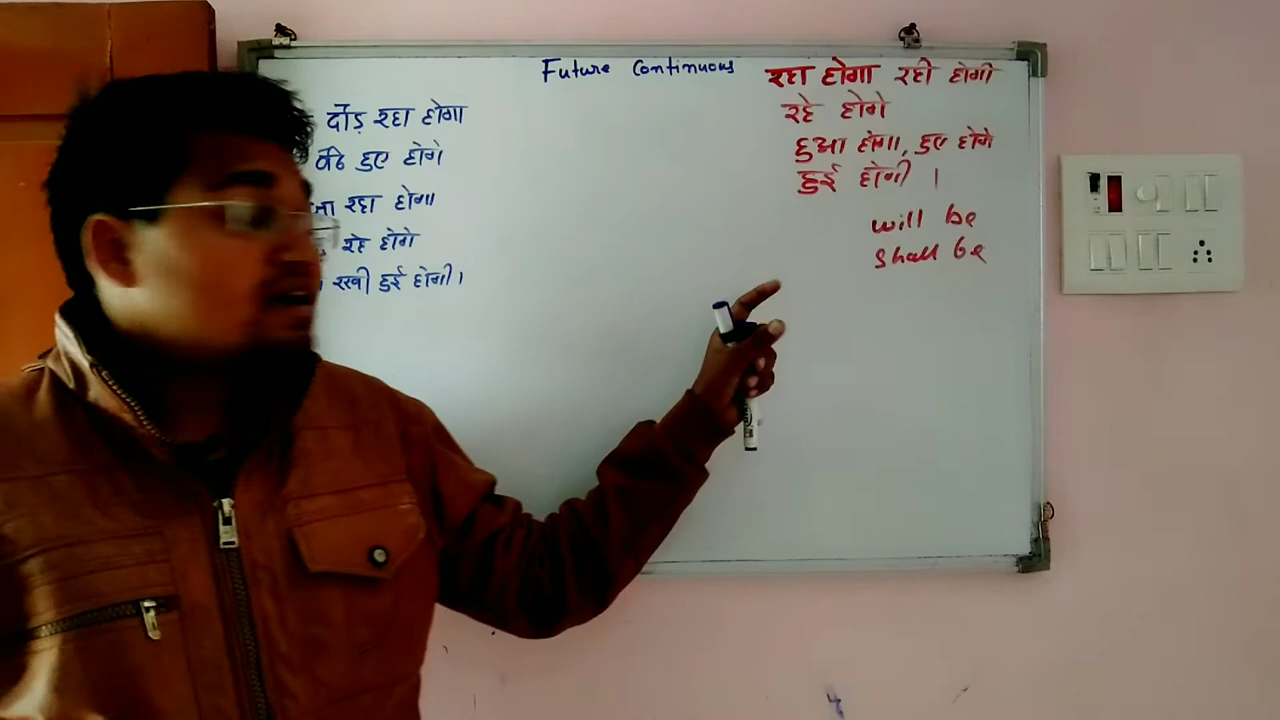 Future Continuous
दौड़ रहा होगा
हुए होंगे
रहा होगा
रहे होंगे
रखी हुई होगी।
रहा होगा रही होगी
रहे होंगे
हुआ होगा, हुए होंगे
हुई होगी ।
will be
shall be